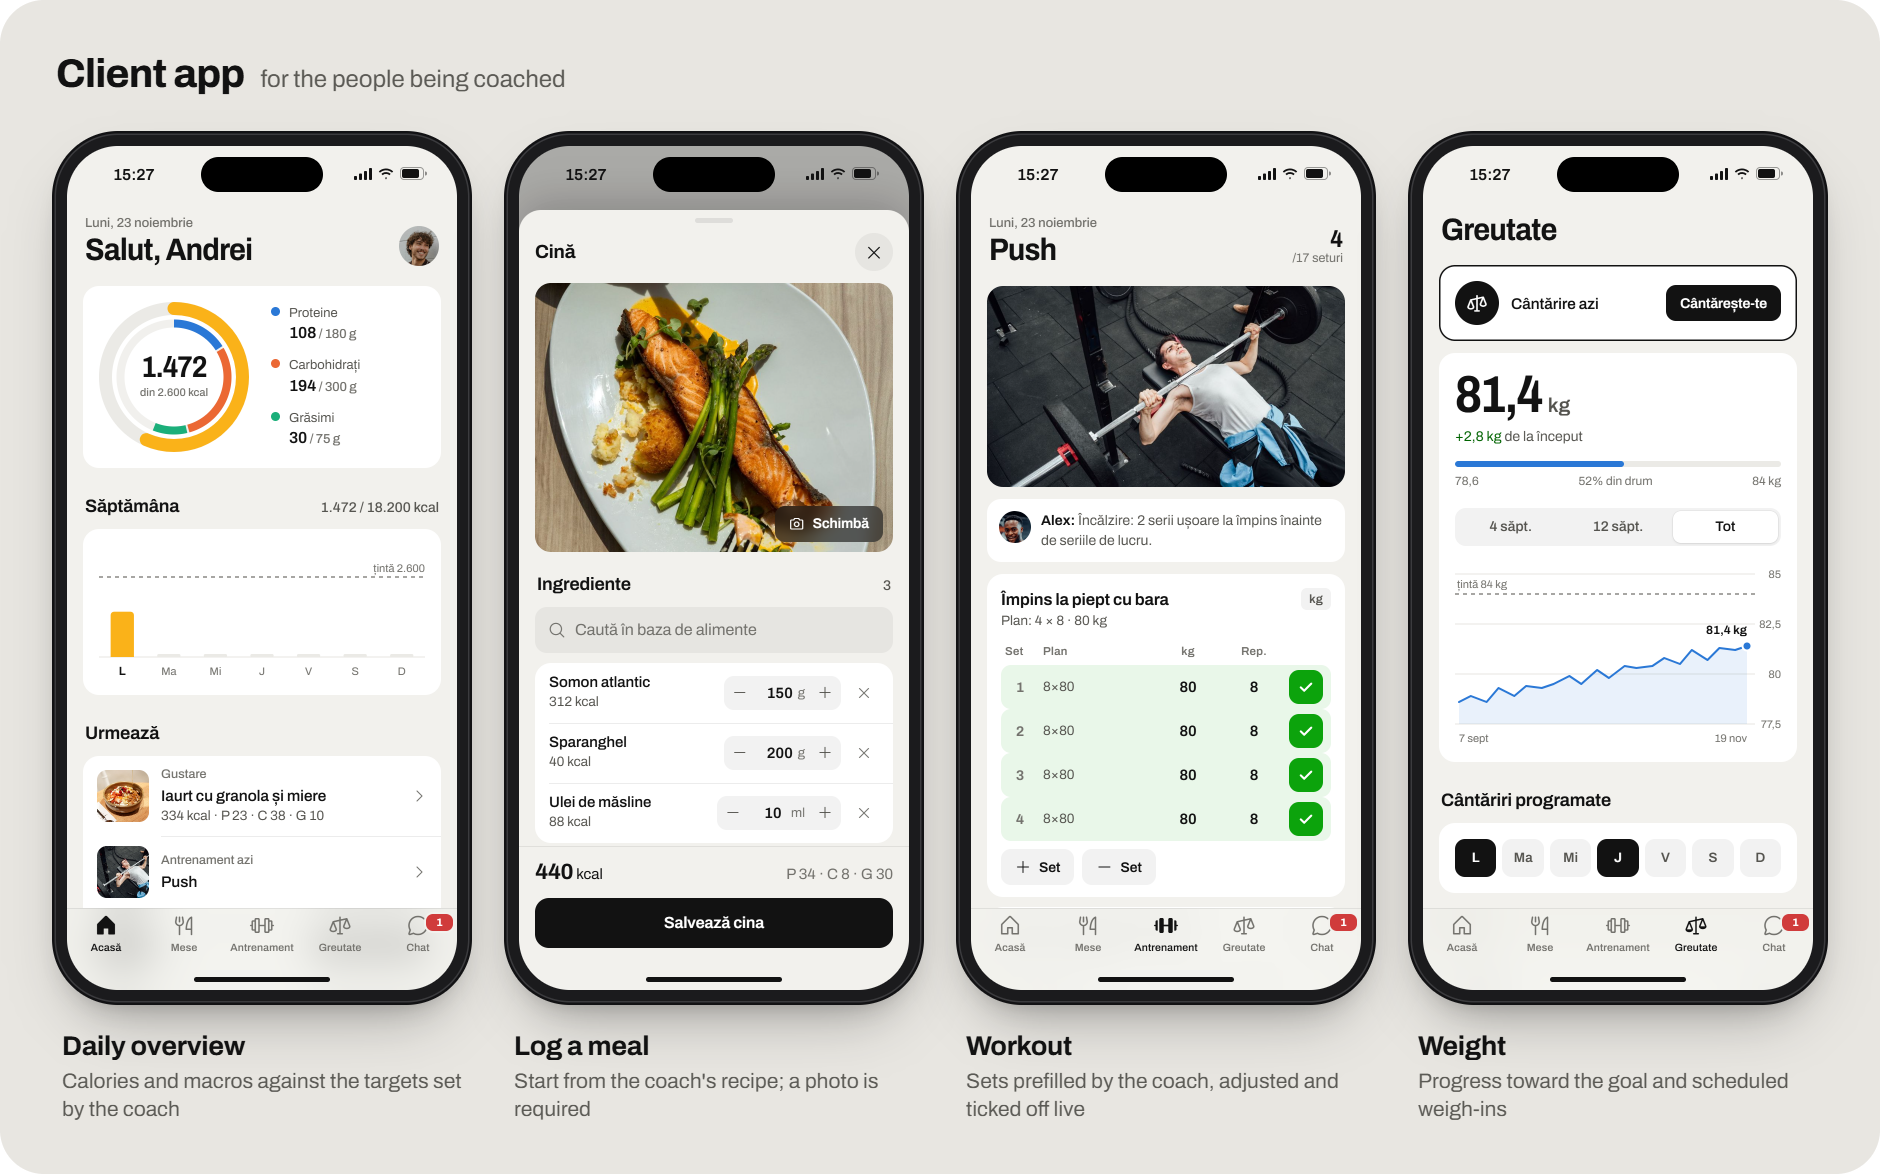 Client app for the people being coached
15:27
Luni, 23 noiembrie
Salut, Andrei
1.472
din 2.600 kcal
Proteine
108 / 180 g
Carbohidrați
194 / 300 g
Grăsimi
30 / 75 g
Săptămâna 1.472 / 18.200 kcal
țintă 2.600
L Ma Mi J V S D
Urmează
Gustare
Iaurt cu granola și miere
334 kcal · P 23 · C 38 · G 10
Antrenament azi
Push
1
Acasă Mese Antrenament Greutate Chat
Daily overview
Calories and macros against the targets set
by the coach
15:27
Cină
Schimbă
Ingrediente 3
Caută în baza de alimente
Somon atlantic
312 kcal
150 g
Sparanghel
40 kcal
200 g
Ulei de măsline
88 kcal
10 ml
440 kcal P 34 · C 8 · G 30
Salvează cina
Log a meal
Start from the coach's recipe; a photo is
required
15:27
Luni, 23 noiembrie
Push
4
/17 seturi
Alex: Încălzire: 2 serii ușoare la împins înainte
de seriile de lucru.
Împins la piept cu bara kg
Plan: 4 × 8 · 80 kg
Set Plan kg Rep.
1 8×80 80 8
2 8×80 80 8
3 8×80 80 8
4 8×80 80 8
+ Set − Set
1
Acasă Mese Antrenament Greutate Chat
Workout
Sets prefilled by the coach, adjusted and
ticked off live
15:27
Greutate
Cântărire azi Cântărește-te
81,4 kg
+2,8 kg de la început
78,6 52% din drum 84 kg
4 săpt. 12 săpt. Tot
85
țintă 84 kg
82,5
81,4 kg
80
77,5
7 sept 19 nov
Cântăriri programate
L Ma Mi J V S D
1
Acasă Mese Antrenament Greutate Chat
Weight
Progress toward the goal and scheduled
weigh-ins